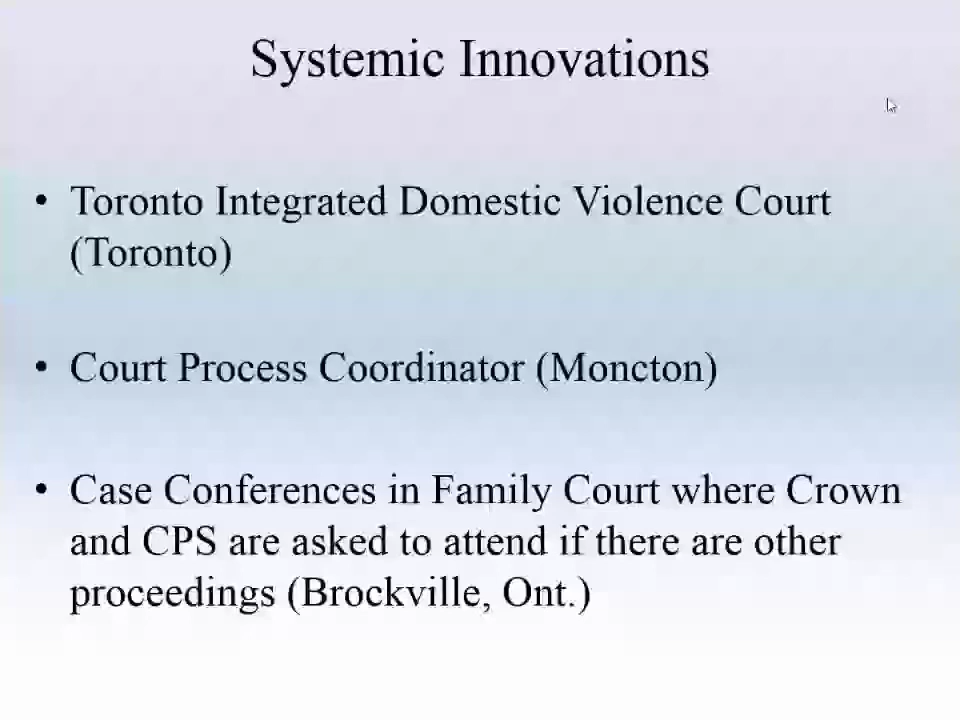 Systemic Innovations
• Toronto Integrated Domestic Violence Court
(Toronto)
• Court Process Coordinator (Moncton)
• Case Conferences in Family Court where Crown
and CPS are asked to attend if there are other
proceedings (Brockville, Ont.)